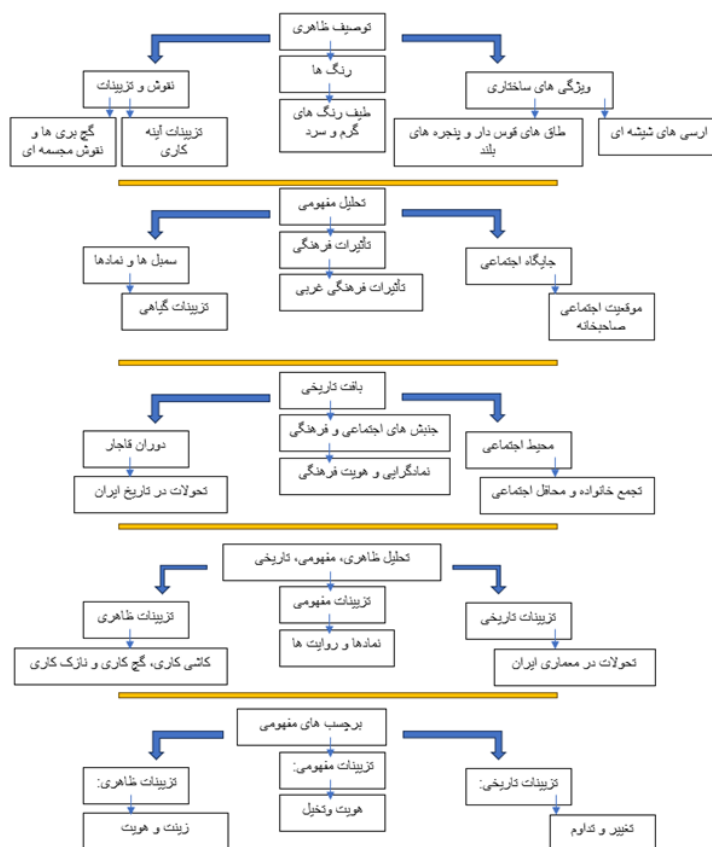 توصیف ظاهری
ویژگی های ساختاری
رنگ ها
نقوش و تزیینات
ارسی های شیشه ای
طاق های قوس دار و پنجره های
بلند
طیف رنگ های
گرم و سرد
تزیینات آینه
کاری
گچ بری ها و
نقوش مجسمه ای
تحلیل مفهومی
جایگاه اجتماعی
تأثیرات فرهنگی
سمبل ها و نمادها
موقعیت اجتماعی
صاحبخانه
تأثیرات فرهنگی غربی
تزیینات گیاهی
بافت تاریخی
محیط اجتماعی
جنبش های اجتماعی و فرهنگی
دوران قاجار
تجمع خانواده و محافل اجتماعی
نمادگرایی و هویت فرهنگی
تحولات در تاریخ ایران
تحلیل ظاهری، مفهومی، تاریخی
تزیینات تاریخی
تزیینات مفهومی
تزیینات ظاهری
تحولات در معماری ایران
نمادها و روایت ها
کاشی کاری، گچ کاری و نازک کاری
برچسب های مفهومی
تزیینات تاریخی:
تزیینات مفهومی:
تزیینات ظاهری:
تغییر و تداوم
هویت وتخیل
زینت و هویت